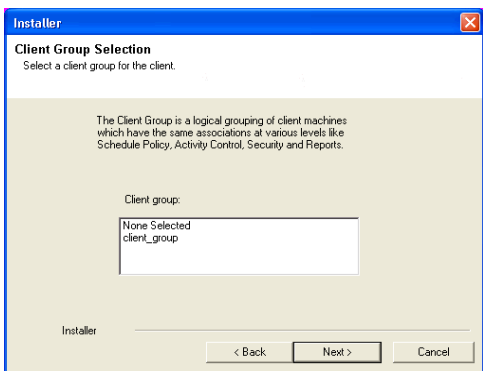 Installer
Client Group Selection
Select a client group for the client.
The Client Group is a logical grouping of client machines
which have the same associations at various levels like
Schedule Policy, Activity Control, Security and Reports.
Client group:
None Selected
client_group
Installer
< Back
Next >
Cancel